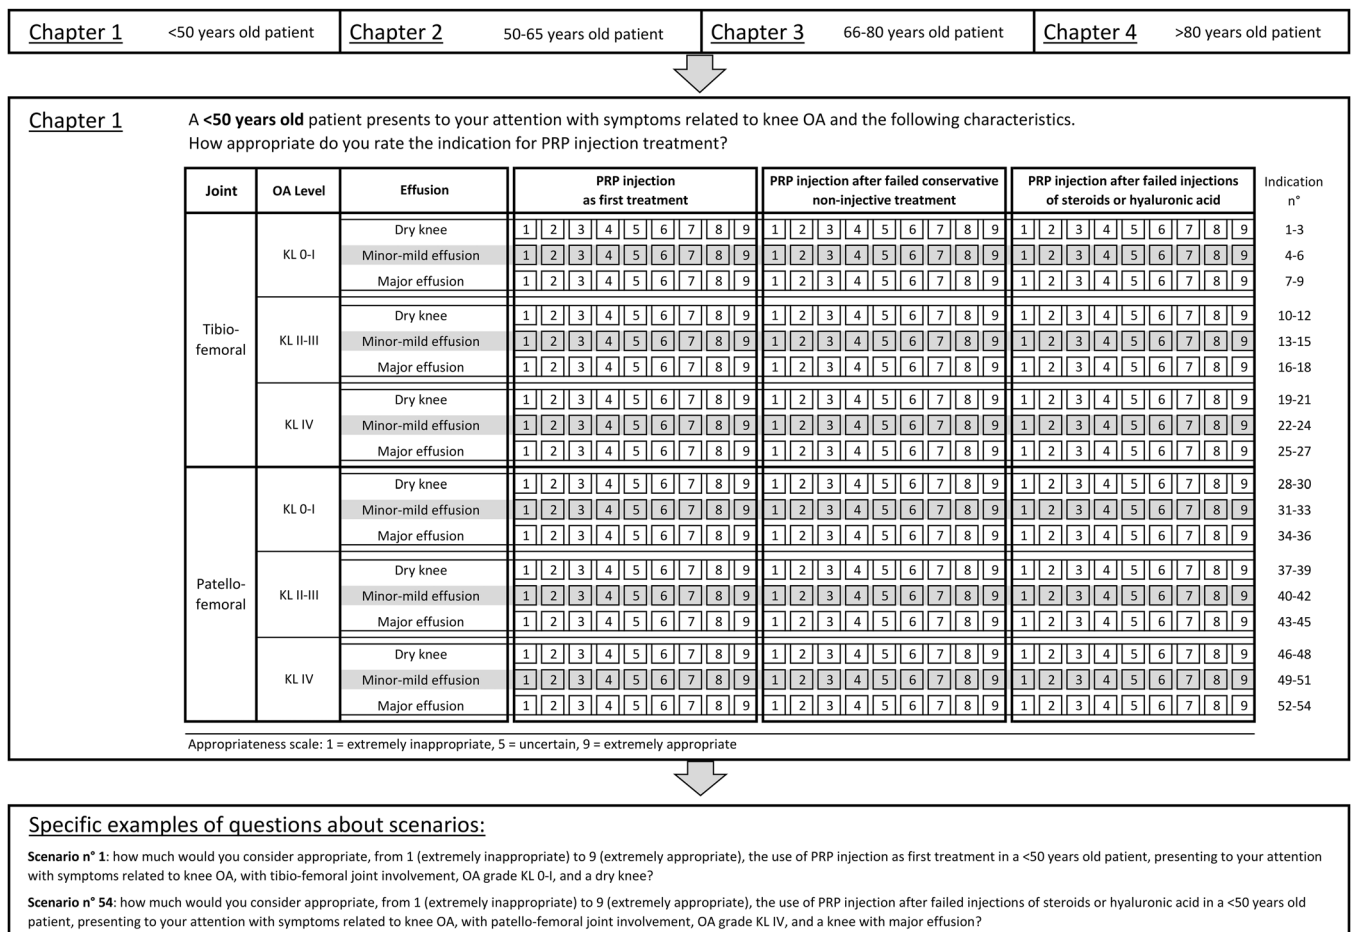 Chapter 1 <50 years old patient Chapter 2 50-65 years old patient Chapter 3 66-80 years old patient Chapter 4 >80 years old patient
Chapter 1
A <50 years old patient presents to your attention with symptoms related to knee OA and the following characteristics.
How appropriate do you rate the indication for PRP injection treatment?
Joint OA Level Effusion PRP injection as first treatment PRP injection after failed conservative non-injective treatment PRP injection after failed injections of steroids or hyaluronic acid Indication n°
Tibio-femoral
KL 0-I
Dry knee 1 2 3 4 5 6 7 8 9 1 2 3 4 5 6 7 8 9 1 2 3 4 5 6 7 8 9 1-3
Minor-mild effusion 1 2 3 4 5 6 7 8 9 1 2 3 4 5 6 7 8 9 1 2 3 4 5 6 7 8 9 4-6
Major effusion 1 2 3 4 5 6 7 8 9 1 2 3 4 5 6 7 8 9 1 2 3 4 5 6 7 8 9 7-9
KL II-III
Dry knee 1 2 3 4 5 6 7 8 9 1 2 3 4 5 6 7 8 9 1 2 3 4 5 6 7 8 9 10-12
Minor-mild effusion 1 2 3 4 5 6 7 8 9 1 2 3 4 5 6 7 8 9 1 2 3 4 5 6 7 8 9 13-15
Major effusion 1 2 3 4 5 6 7 8 9 1 2 3 4 5 6 7 8 9 1 2 3 4 5 6 7 8 9 16-18
KL IV
Dry knee 1 2 3 4 5 6 7 8 9 1 2 3 4 5 6 7 8 9 1 2 3 4 5 6 7 8 9 19-21
Minor-mild effusion 1 2 3 4 5 6 7 8 9 1 2 3 4 5 6 7 8 9 1 2 3 4 5 6 7 8 9 22-24
Major effusion 1 2 3 4 5 6 7 8 9 1 2 3 4 5 6 7 8 9 1 2 3 4 5 6 7 8 9 25-27
Patello-femoral
KL 0-I
Dry knee 1 2 3 4 5 6 7 8 9 1 2 3 4 5 6 7 8 9 1 2 3 4 5 6 7 8 9 28-30
Minor-mild effusion 1 2 3 4 5 6 7 8 9 1 2 3 4 5 6 7 8 9 1 2 3 4 5 6 7 8 9 31-33
Major effusion 1 2 3 4 5 6 7 8 9 1 2 3 4 5 6 7 8 9 1 2 3 4 5 6 7 8 9 34-36
KL II-III
Dry knee 1 2 3 4 5 6 7 8 9 1 2 3 4 5 6 7 8 9 1 2 3 4 5 6 7 8 9 37-39
Minor-mild effusion 1 2 3 4 5 6 7 8 9 1 2 3 4 5 6 7 8 9 1 2 3 4 5 6 7 8 9 40-42
Major effusion 1 2 3 4 5 6 7 8 9 1 2 3 4 5 6 7 8 9 1 2 3 4 5 6 7 8 9 43-45
KL IV
Dry knee 1 2 3 4 5 6 7 8 9 1 2 3 4 5 6 7 8 9 1 2 3 4 5 6 7 8 9 46-48
Minor-mild effusion 1 2 3 4 5 6 7 8 9 1 2 3 4 5 6 7 8 9 1 2 3 4 5 6 7 8 9 49-51
Major effusion 1 2 3 4 5 6 7 8 9 1 2 3 4 5 6 7 8 9 1 2 3 4 5 6 7 8 9 52-54
Appropriateness scale: 1 = extremely inappropriate, 5 = uncertain, 9 = extremely appropriate
Specific examples of questions about scenarios:
Scenario n° 1: how much would you consider appropriate, from 1 (extremely inappropriate) to 9 (extremely appropriate), the use of PRP injection as first treatment in a <50 years old patient, presenting to your attention
with symptoms related to knee OA, with tibio-femoral joint involvement, OA grade KL 0-I, and a dry knee?
Scenario n° 54: how much would you consider appropriate, from 1 (extremely inappropriate) to 9 (extremely appropriate), the use of PRP injection after failed injections of steroids or hyaluronic acid in a <50 years old
patient, presenting to your attention with symptoms related to knee OA, with patello-femoral joint involvement, OA grade KL IV, and a knee with major effusion?